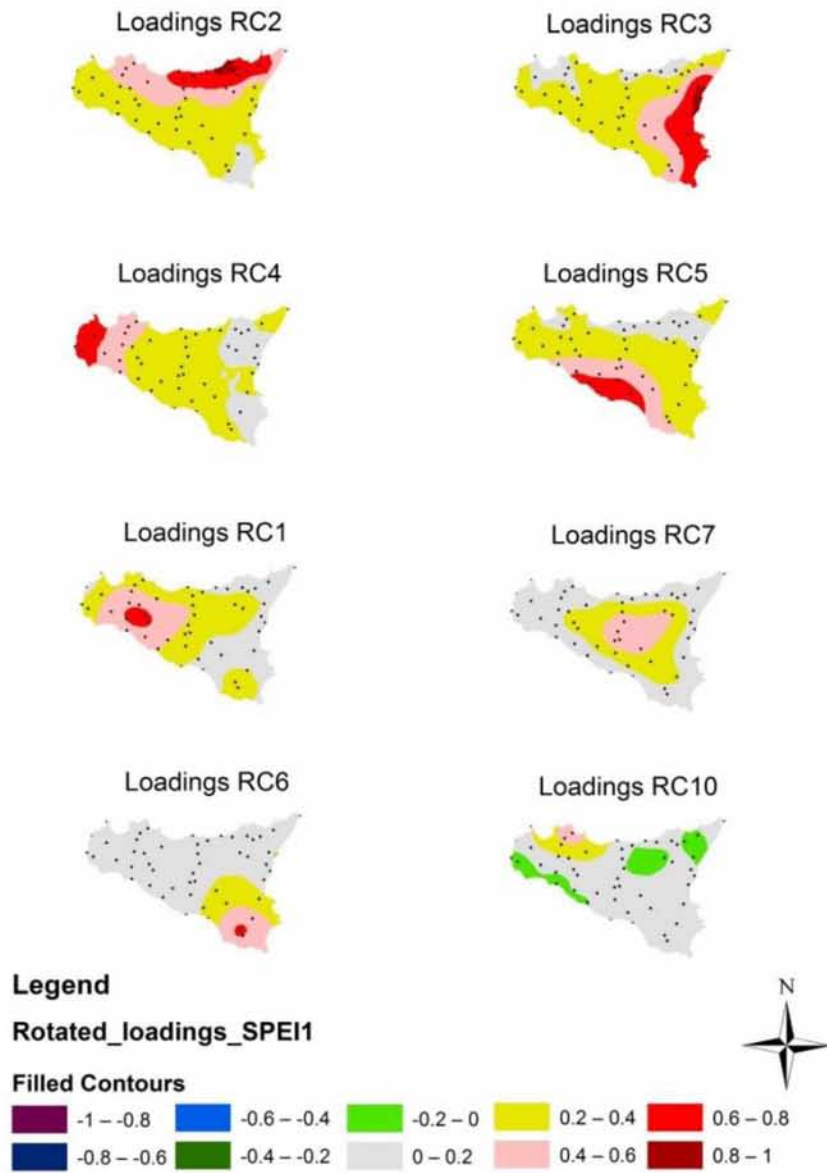 Loadings RC2 Loadings RC3
Loadings RC4 Loadings RC5
Loadings RC1 Loadings RC7
Loadings RC6 Loadings RC10
Legend
N
Rotated_loadings_SPEI1
Filled Contours
-1 – -0.8 -0.6 – -0.4 -0.2 – 0 0.2 – 0.4 0.6 – 0.8
-0.8 – -0.6 -0.4 – -0.2 0 – 0.2 0.4 – 0.6 0.8 – 1